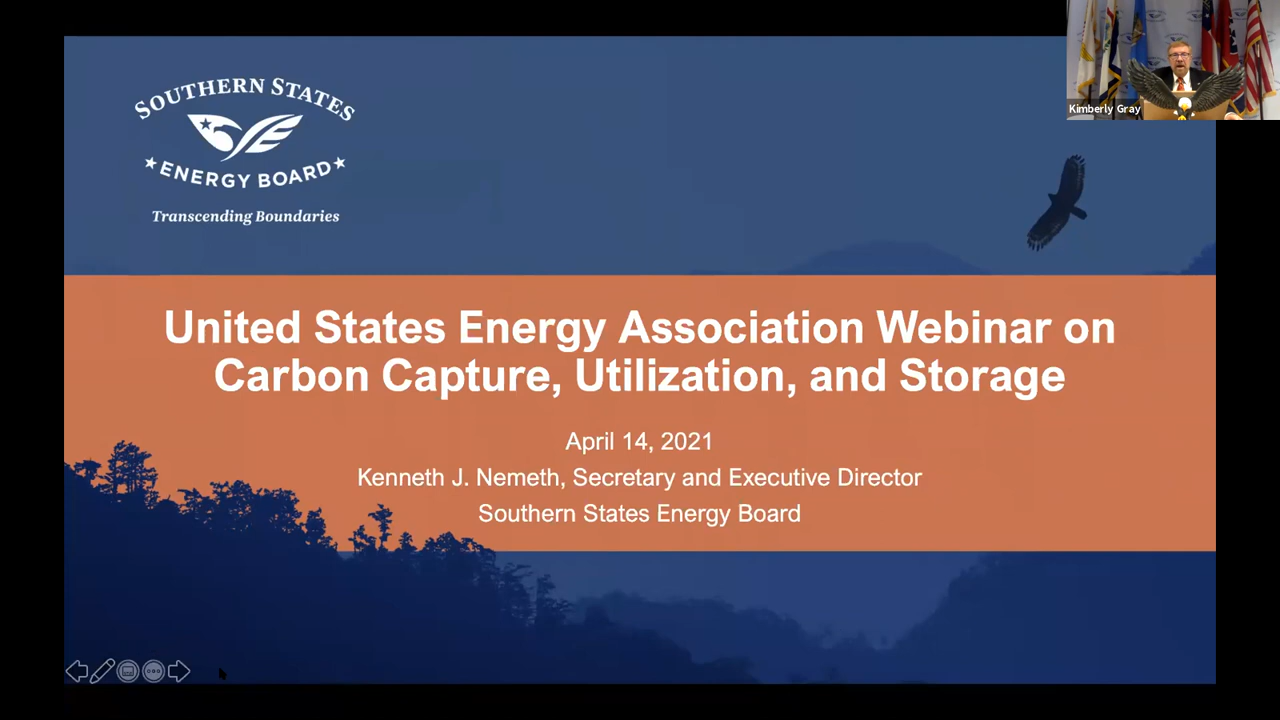 SOUTHERN STATES
ENERGY BOARD
Transcending Boundaries
Kimberly Gray
United States Energy Association Webinar on
Carbon Capture, Utilization, and Storage
April 14, 2021
Kenneth J. Nemeth, Secretary and Executive Director
Southern States Energy Board